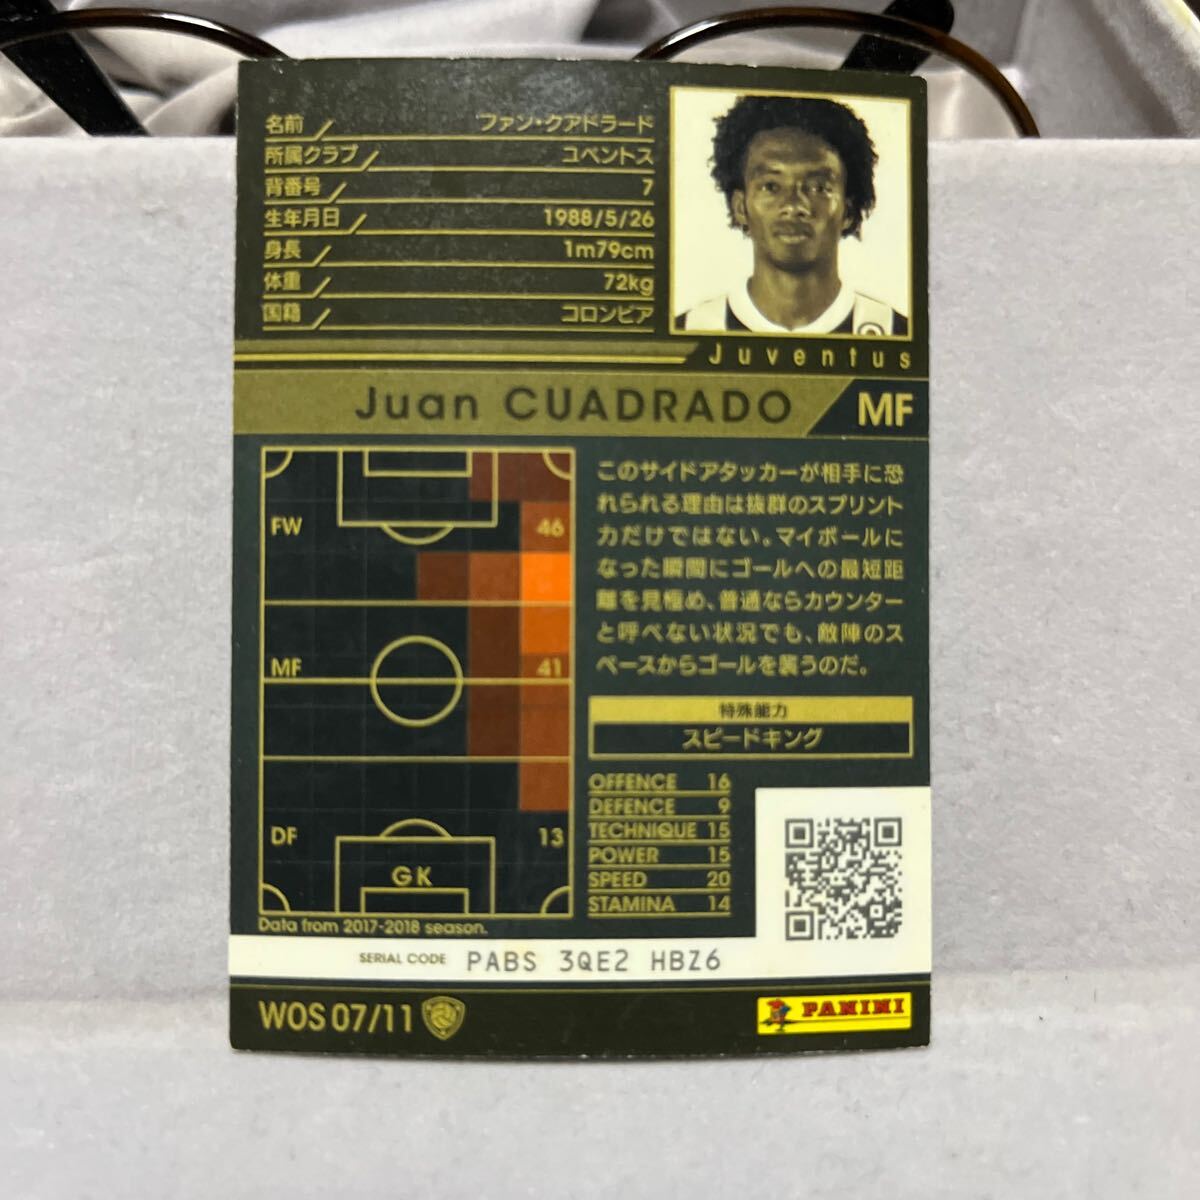 名前 ファン・クアドラード
所属クラブ ユベントス
背番号 7
生年月日 1988/5/26
身長 1m79cm
体重 72kg
国籍 コロンビア
Juventus
Juan CUADRADO MF
FW 46
MF 41
DF 13
GK
Data from 2017-2018 season.
このサイドアタッカーが相手に恐
れられる理由は抜群のスプリント
力だけではない。マイボールに
なった瞬間にゴールへの最短距
離を見極め、普通ならカウンター
と呼べない状況でも、敵陣のス
ペースからゴールを襲うのだ。
特殊能力
スピードキング
OFFENCE 16
DEFENCE 9
TECHNIQUE 15
POWER 15
SPEED 20
STAMINA 14
SERIAL CODE PABS 3QE2 HBZ6
WOS 07/11
PANINI